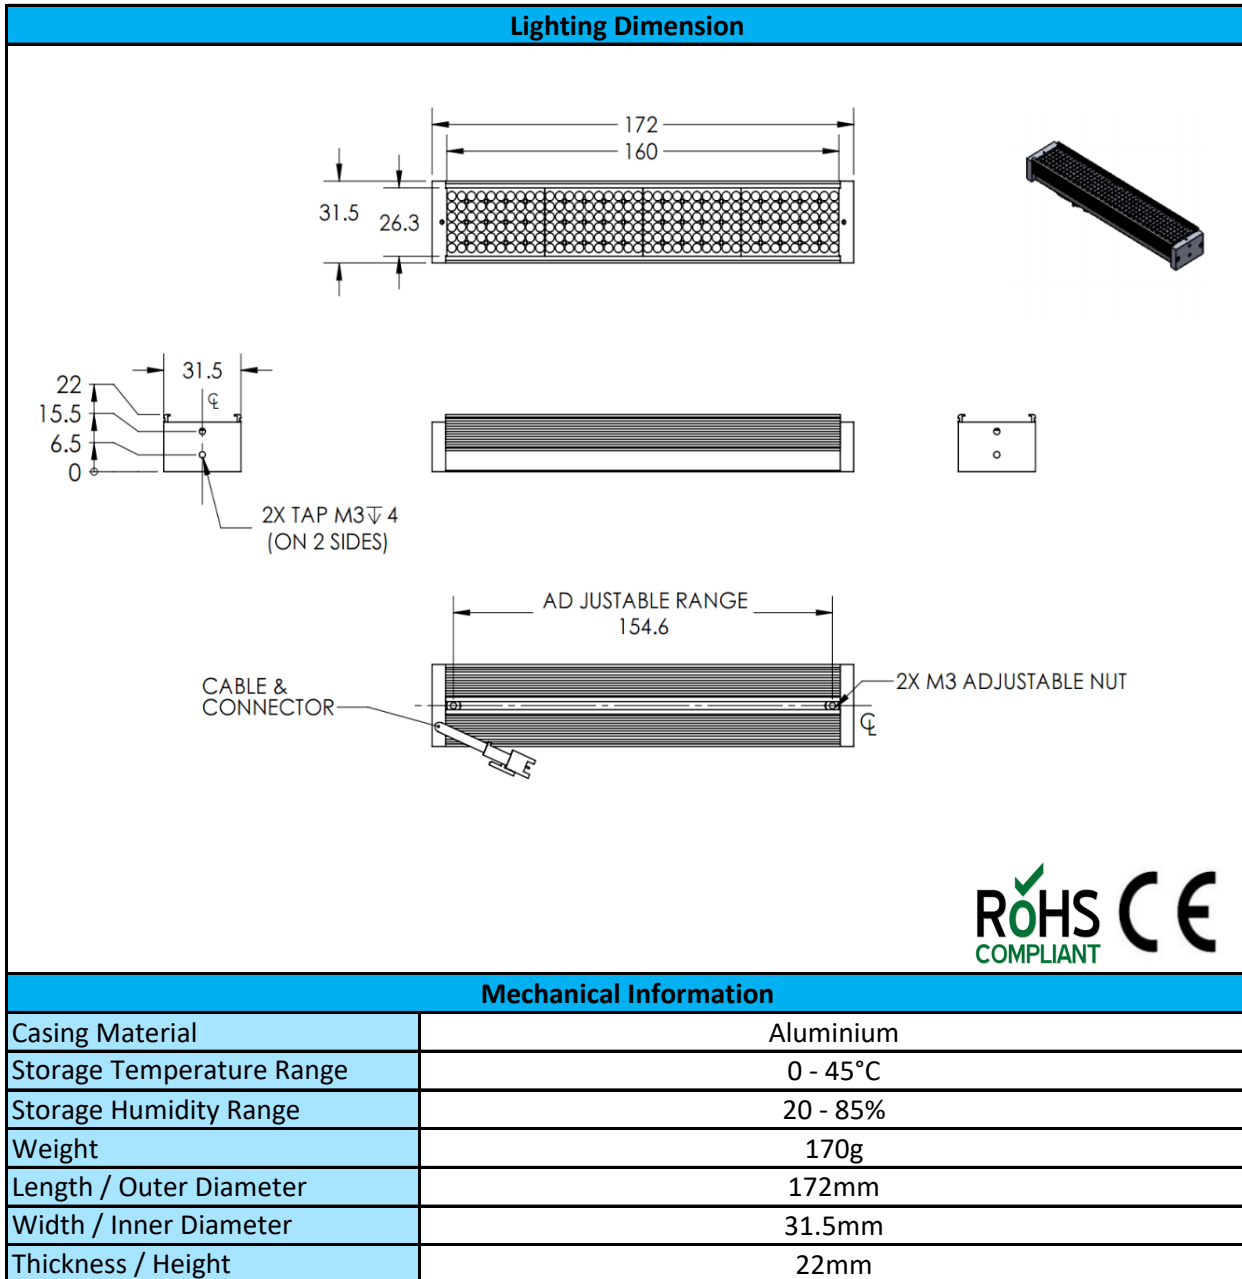 Lighting Dimension
172
160
31.5
26.3
31.5
℄
22
15.5
6.5
0
2X TAP M3↧4
(ON 2 SIDES)
AD JUSTABLE RANGE
154.6
CABLE &
CONNECTOR
2X M3 ADJUSTABLE NUT
℄
RoHS CE
COMPLIANT
Mechanical Information
Casing Material Aluminium
Storage Temperature Range 0 - 45°C
Storage Humidity Range 20 - 85%
Weight 170g
Length / Outer Diameter 172mm
Width / Inner Diameter 31.5mm
Thickness / Height 22mm